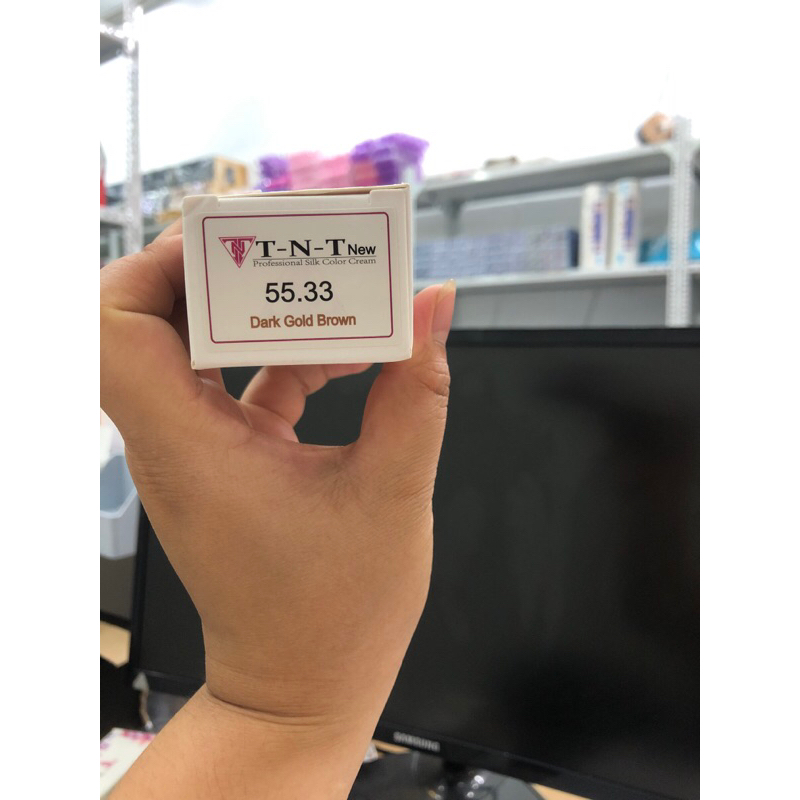 T-N-T New
Professional Silk Color Cream
55.33
Dark Gold Brown
SAMSUNG